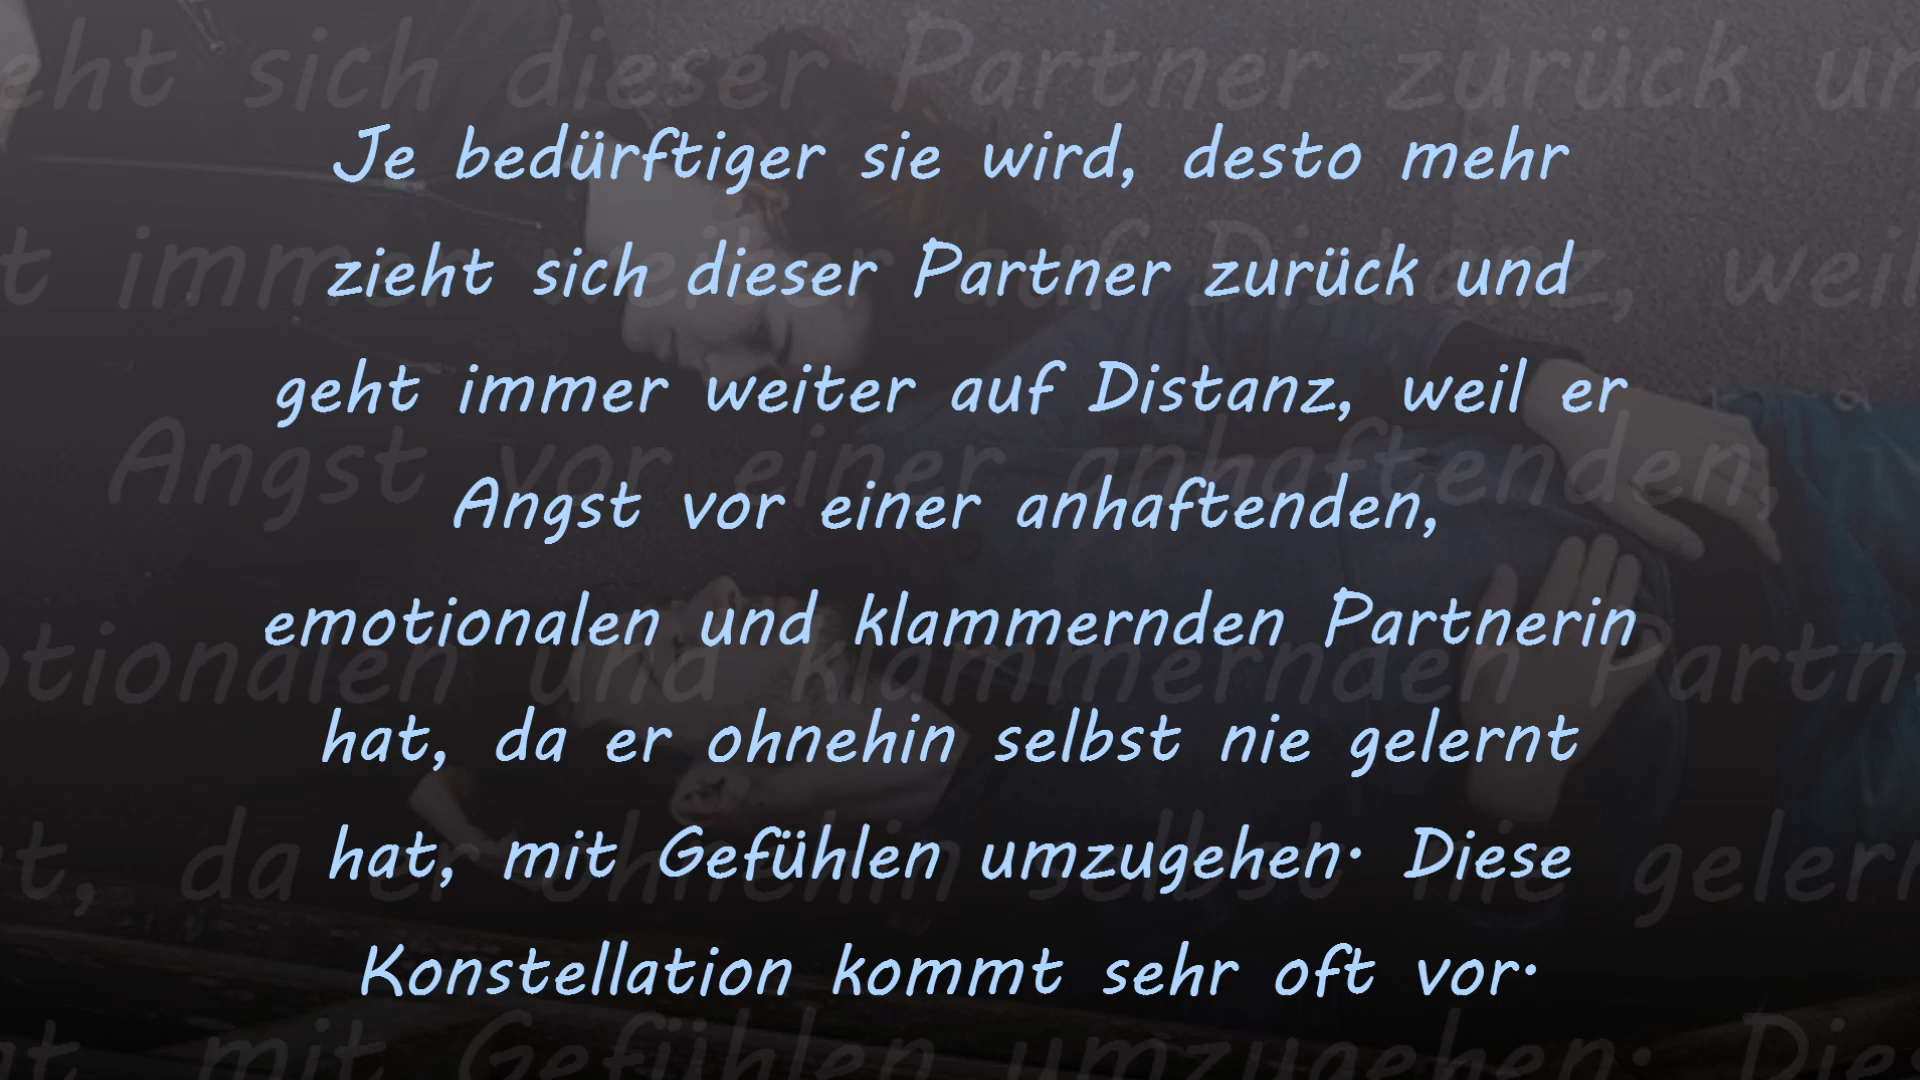 Je bedürftiger sie wird, desto mehr
zieht sich dieser Partner zurück und
geht immer weiter auf Distanz, weil er
Angst vor einer anhaftenden,
emotionalen und klammernden Partnerin
hat, da er ohnehin selbst nie gelernt
hat, mit Gefühlen umzugehen. Diese
Konstellation kommt sehr oft vor.